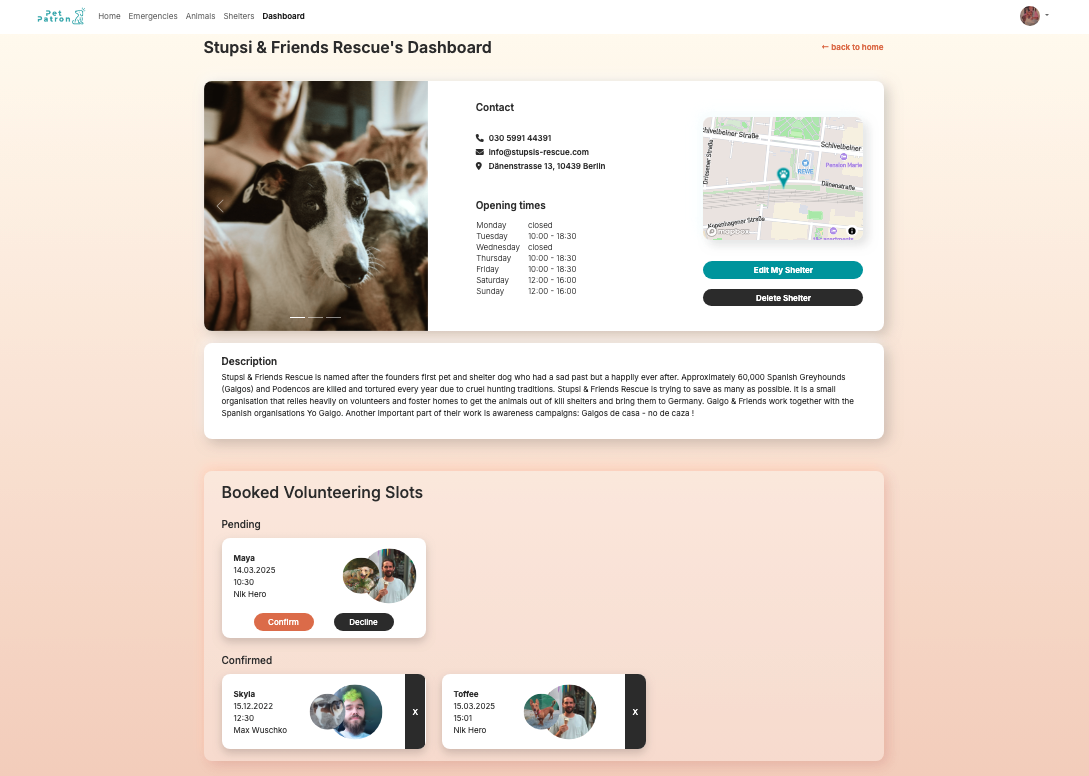 Pet Patron
Home Emergencies Animals Shelters Dashboard
Stupsi & Friends Rescue's Dashboard
← back to home
Contact
030 5991 44391
info@stupsis-rescue.com
Dänenstrasse 13, 10439 Berlin
Opening times
Monday closed
Tuesday 10:00 - 18:30
Wednesday closed
Thursday 10:00 - 18:30
Friday 10:00 - 18:30
Saturday 12:00 - 16:00
Sunday 12:00 - 16:00
Schivelbeiner Straße
Schivelbeiner
Pension Marie
REWE
Dänenstraße
Kopenhagener Straße
mapbox
Edit My Shelter
Delete Shelter
Description
Stupsi & Friends Rescue is named after the founders first pet and shelter dog who had a sad past but a happily ever after. Approximately 60,000 Spanish Greyhounds
(Galgos) and Podencos are killed and tortured every year due to cruel hunting traditions. Stupsi & Friends Rescue is trying to save as many as possible. It is a small
organisation that relies heavily on volunteers and foster homes to get the animals out of kill shelters and bring them to Germany. Galgo & Friends work together with the
Spanish organisations Yo Galgo. Another important part of their work is awareness campaigns: Galgos de casa - no de caza !
Booked Volunteering Slots
Pending
Maya
14.03.2025
10:30
Nik Hero
Confirm
Decline
Confirmed
Skyla
15.12.2022
12:30
Max Wuschko
X
Toffee
15.03.2025
15:01
Nik Hero
X